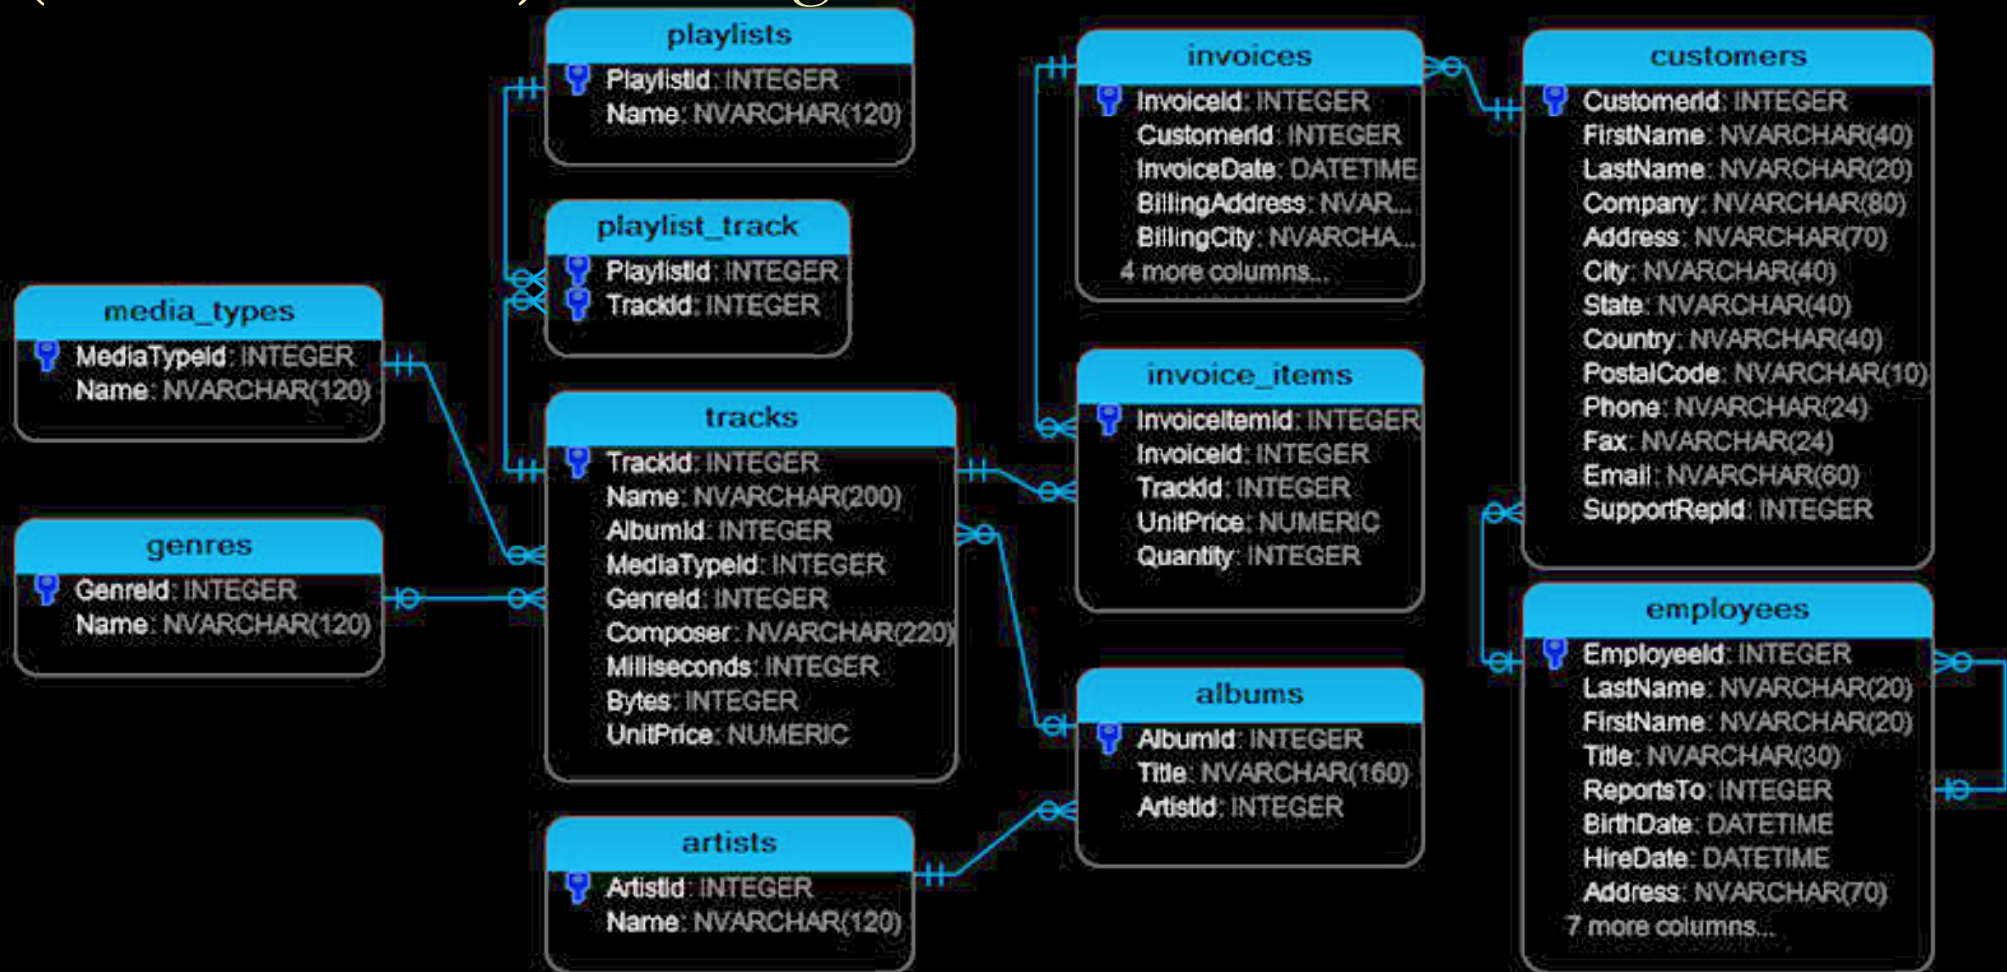 playlists
PlaylistId: INTEGER
Name: NVARCHAR(120)
playlist_track
PlaylistId: INTEGER
TrackId: INTEGER
media_types
MediaTypeId: INTEGER
Name: NVARCHAR(120)
genres
GenreId: INTEGER
Name: NVARCHAR(120)
tracks
TrackId: INTEGER
Name: NVARCHAR(200)
AlbumId: INTEGER
MediaTypeId: INTEGER
GenreId: INTEGER
Composer: NVARCHAR(220)
Milliseconds: INTEGER
Bytes: INTEGER
UnitPrice: NUMERIC
artists
ArtistId: INTEGER
Name: NVARCHAR(120)
invoices
InvoiceId: INTEGER
CustomerId: INTEGER
InvoiceDate: DATETIME
BillingAddress: NVAR...
BillingCity: NVARCHA...
4 more columns...
invoice_items
InvoiceItemId: INTEGER
InvoiceId: INTEGER
TrackId: INTEGER
UnitPrice: NUMERIC
Quantity: INTEGER
albums
AlbumId: INTEGER
Title: NVARCHAR(160)
ArtistId: INTEGER
customers
CustomerId: INTEGER
FirstName: NVARCHAR(40)
LastName: NVARCHAR(20)
Company: NVARCHAR(80)
Address: NVARCHAR(70)
City: NVARCHAR(40)
State: NVARCHAR(40)
Country: NVARCHAR(40)
PostalCode: NVARCHAR(10)
Phone: NVARCHAR(24)
Fax: NVARCHAR(24)
Email: NVARCHAR(60)
SupportRepId: INTEGER
employees
EmployeeId: INTEGER
LastName: NVARCHAR(20)
FirstName: NVARCHAR(20)
Title: NVARCHAR(30)
ReportsTo: INTEGER
BirthDate: DATETIME
HireDate: DATETIME
Address: NVARCHAR(70)
7 more columns...